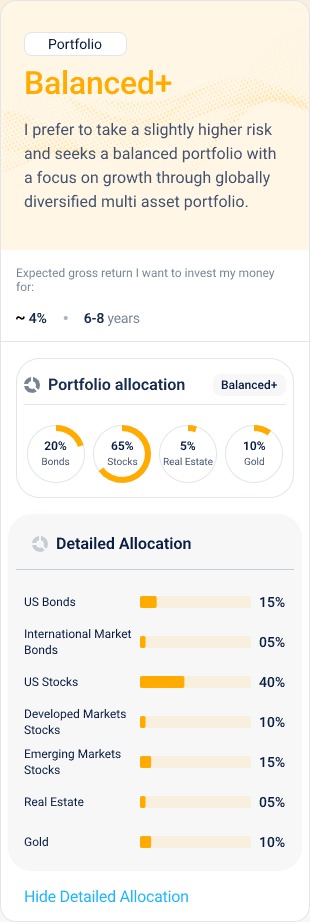 Portfolio
Balanced+
I prefer to take a slightly higher risk
and seeks a balanced portfolio with
a focus on growth through globally
diversified multi asset portfolio.
Expected gross return I want to invest my money
for:
~ 4% • 6-8 years
Portfolio allocation Balanced+
20% 65% 5% 10%
Bonds Stocks Real Estate Gold
Detailed Allocation
US Bonds 15%
International Market
Bonds 05%
US Stocks 40%
Developed Markets
Stocks 10%
Emerging Markets
Stocks 15%
Real Estate 05%
Gold 10%
Hide Detailed Allocation